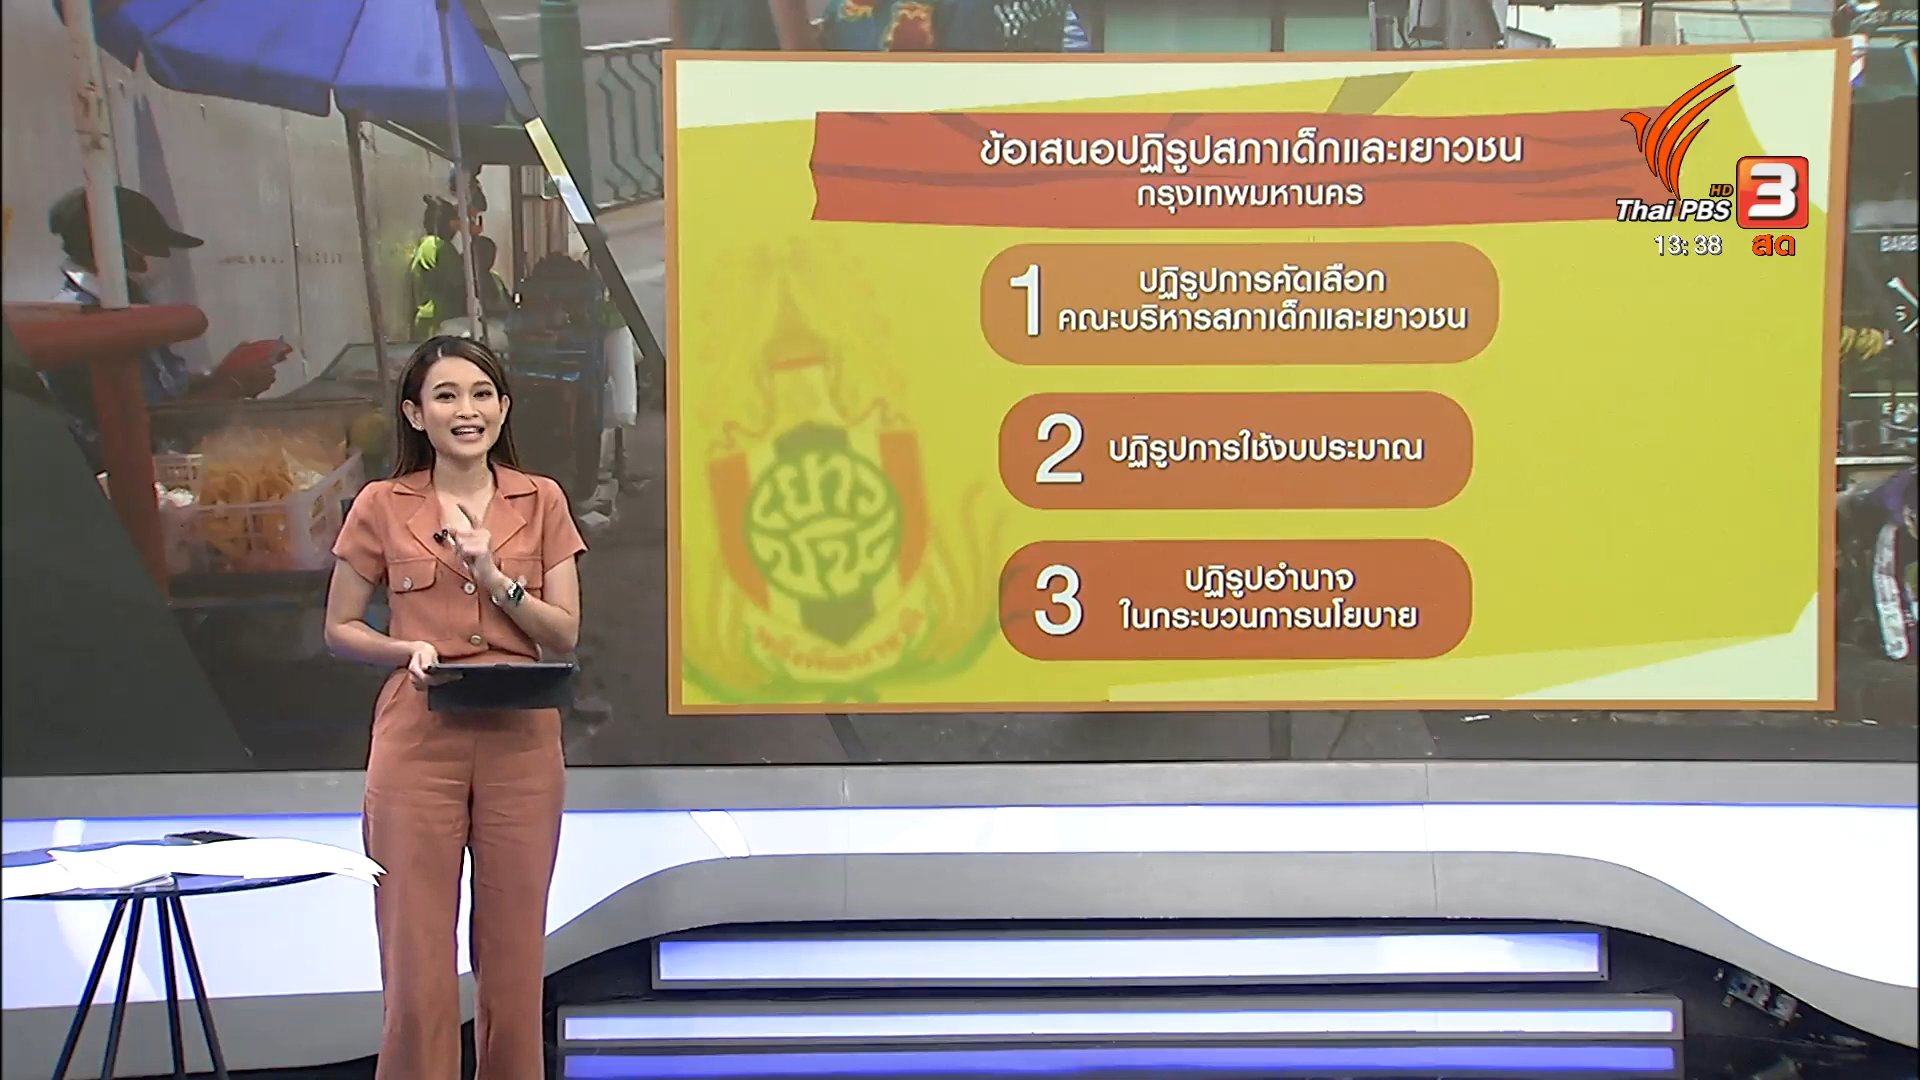 ข้อเสนอปฏิรูปสภาเด็กและเยาวชน
กรุงเทพมหานคร
1 ปฏิรูปการคัดเลือก
คณะบริหารสภาเด็กและเยาวชน
2 ปฏิรูปการใช้งบประมาณ
3 ปฏิรูปอำนาจ
ในกระบวนการนโยบาย
เยาวชน
HD
Thai PBS 3
13:38 สด